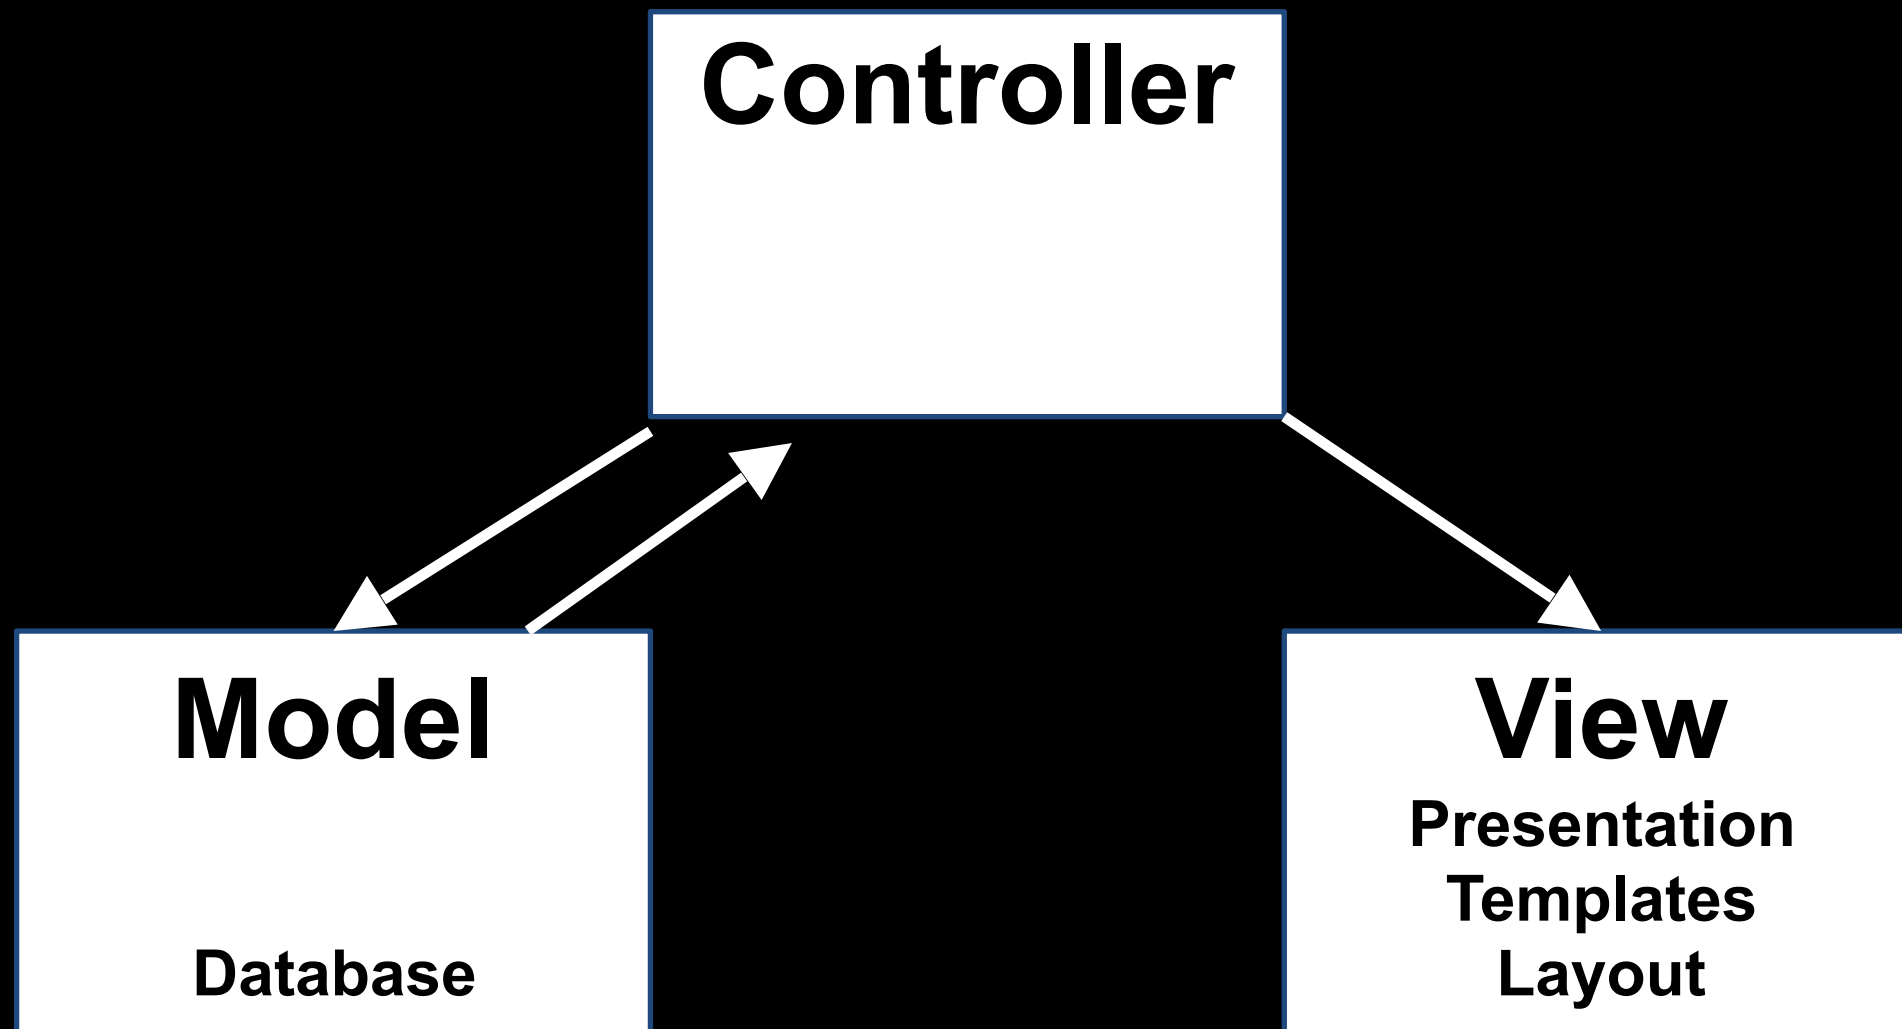 Controller
Model
Database
View
Presentation
Templates
Layout